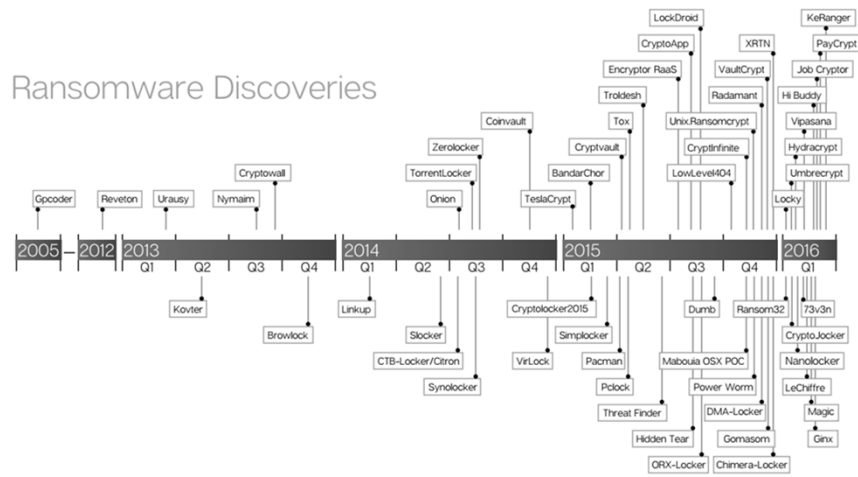 LockDroid
KeRanger
CryptoApp
XRTN
PayCrypt
Encryptor RaaS
VaultCrypt
Job Cryptor
Ransomware Discoveries
Troldesh
Radamant
Hi Buddy
Coinvault
Tox
Unix.Ransomcrypt
Vipasana
Zerolocker
Cryptvault
CryptInfinite
Hydracrypt
Cryptowall
TorrentLocker
BandarChor
LowLevel404
Umbrecrypt
Gpcoder
Reveton
Urausy
Nymaim
Onion
TeslaCrypt
Locky
2005
2012
2013
2014
2015
2016
Q1
Q2
Q3
Q4
Q1
Q2
Q3
Q4
Q1
Q2
Q3
Q4
Q1
Kovter
Linkup
Cryptolocker2015
Dumb
Ransom32
73v3n
Browlock
Slocker
Simplocker
CryptoJocker
CTB-Locker/Citron
VirLock
Pacman
Mabouia OSX POC
Nanolocker
Synolocker
Pclock
Power Worm
LeChiffre
Threat Finder
DMA-Locker
Magic
Hidden Tear
Gomasom
Ginx
ORX-Locker
Chimera-Locker